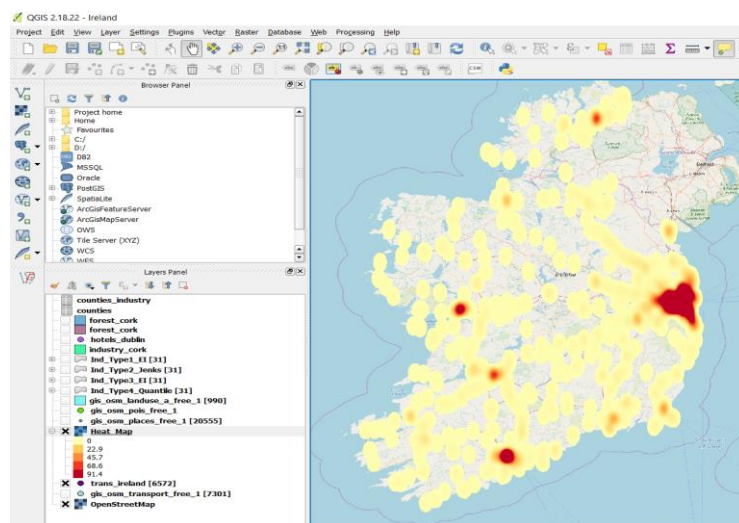 QGIS 2.18.22 - Ireland
Project Edit View Layer Settings Plugins Vector Raster Database Web Processing Help
Browser Panel
Project home
Home
Favourites
C:/
D:/
DB2
MSSQL
Oracle
PostGIS
SpatiaLite
ArcGisFeatureServer
ArcGisMapServer
OWS
Tile Server (XYZ)
WCS
WFS
Layers Panel
counties_industry
counties
forest_cork
forest_cork
hotels_dublin
industry_cork
Ind_Type1_EI [31]
Ind_Type2_Jenks [31]
Ind_Type3_EI [31]
Ind_Type4_Quantile [31]
gis_osm_landuse_a_free_1 [990]
gis_osm_pois_free_1
gis_osm_places_free_1 [20555]
Heat_Map
0
22.9
45.7
68.6
91.4
trans_ireland [6572]
gis_osm_transport_free_1 [7301]
OpenStreetMap